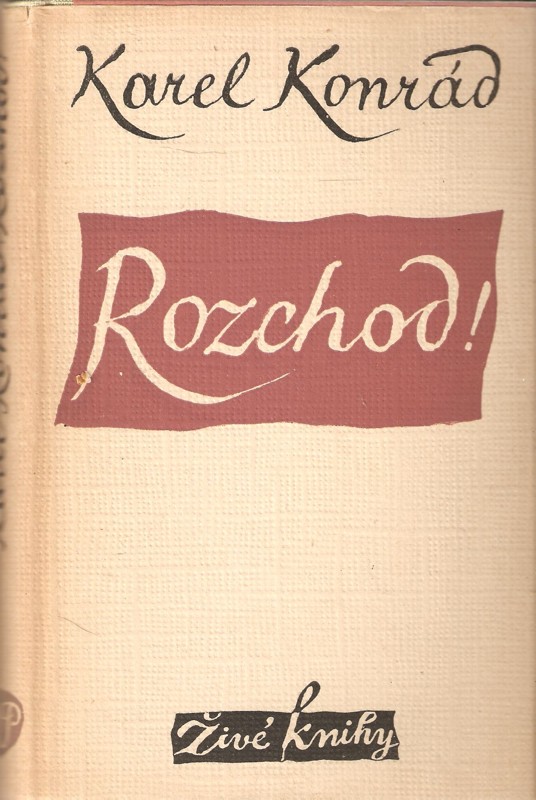 Karel Konrád
Rozchod!
Živé knihy